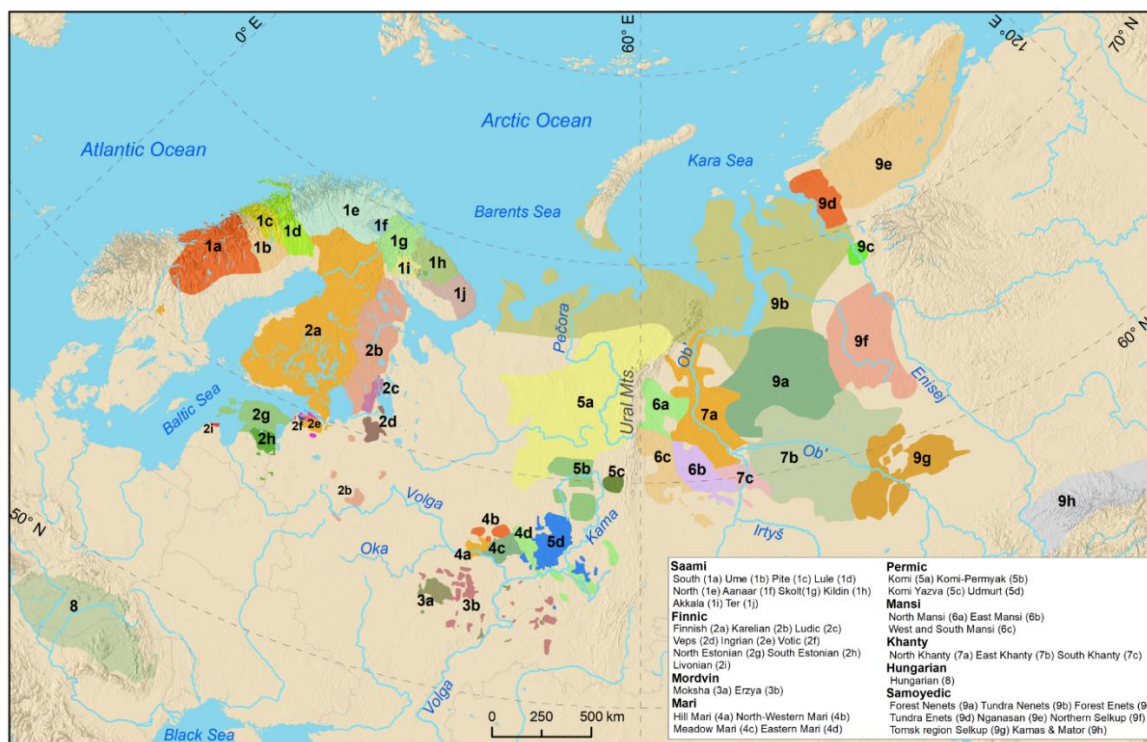 0° E
60° E
120° E
70° N
Arctic Ocean
Atlantic Ocean
Kara Sea
Barents Sea
9e
9d
9c
1e
1c
1f
1d
1a
1b
1g
1h
1i
1j
9b
60° N
Pečora
Ob'
9f
2a
2b
9a
Enisej
Ural Mts.
2c
5a
6a
7a
Baltic Sea
2g
2i
2f
2e
2d
2h
6c
6b
7b
Ob'
9g
5b
5c
7c
2b
Volga
9h
50° N
4b
4d
Kama
Irtyš
Oka
4a
4c
5d
3a
3b
8
Volga
0 250 500 km
Black Sea
Saami
South (1a) Ume (1b) Pite (1c) Lule (1d)
North (1e) Aanaar (1f) Skolt(1g) Kildin (1h)
Akkala (1i) Ter (1j)
Finnic
Finnish (2a) Karelian (2b) Ludic (2c)
Veps (2d) Ingrian (2e) Votic (2f)
North Estonian (2g) South Estonian (2h)
Livonian (2i)
Mordvin
Moksha (3a) Erzya (3b)
Mari
Hill Mari (4a) North-Western Mari (4b)
Meadow Mari (4c) Eastern Mari (4d)
Permic
Komi (5a) Komi-Permyak (5b)
Komi Yazva (5c) Udmurt (5d)
Mansi
North Mansi (6a) East Mansi (6b)
West and South Mansi (6c)
Khanty
North Khanty (7a) East Khanty (7b) South Khanty (7c)
Hungarian
Hungarian (8)
Samoyedic
Forest Nenets (9a) Tundra Nenets (9b) Forest Enets (9
Tundra Enets (9d) Nganasan (9e) Northern Selkup (9f)
Tomsk region Selkup (9g) Kamas & Mator (9h)